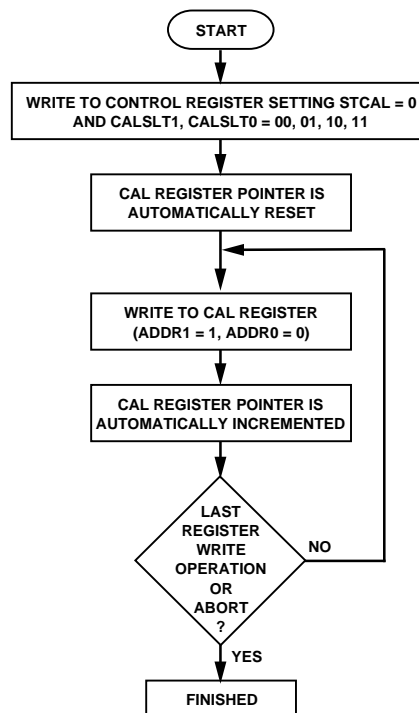 START
WRITE TO CONTROL REGISTER SETTING STCAL = 0
AND CALSLT1, CALSLT0 = 00, 01, 10, 11
CAL REGISTER POINTER IS
AUTOMATICALLY RESET
WRITE TO CAL REGISTER
(ADDR1 = 1, ADDR0 = 0)
CAL REGISTER POINTER IS
AUTOMATICALLY INCREMENTED
LAST
REGISTER
WRITE
OPERATION
OR
ABORT
?
NO
YES
FINISHED